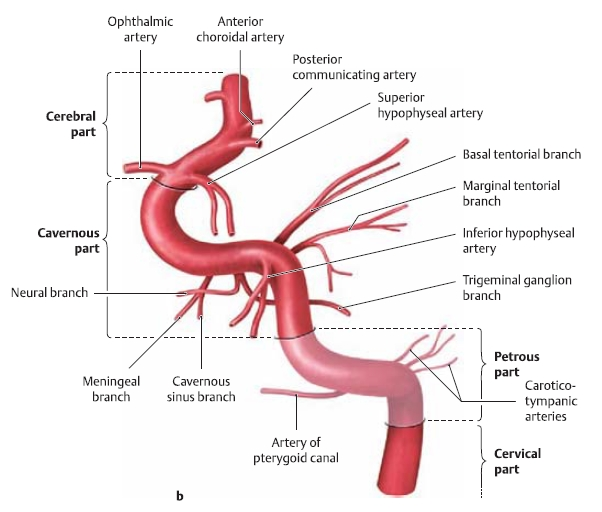 Ophthalmic
artery
Anterior
choroidal artery
Posterior
communicating artery
Superior
hypophyseal artery
Cerebral
part
Basal tentorial branch
Marginal tentorial
branch
Cavernous
part
Inferior hypophyseal
artery
Neural branch
Trigeminal ganglion
branch
Meningeal
branch
Cavernous
sinus branch
Petrous
part
Carotico-
tympanic
arteries
Artery of
pterygoid canal
Cervical
part
b